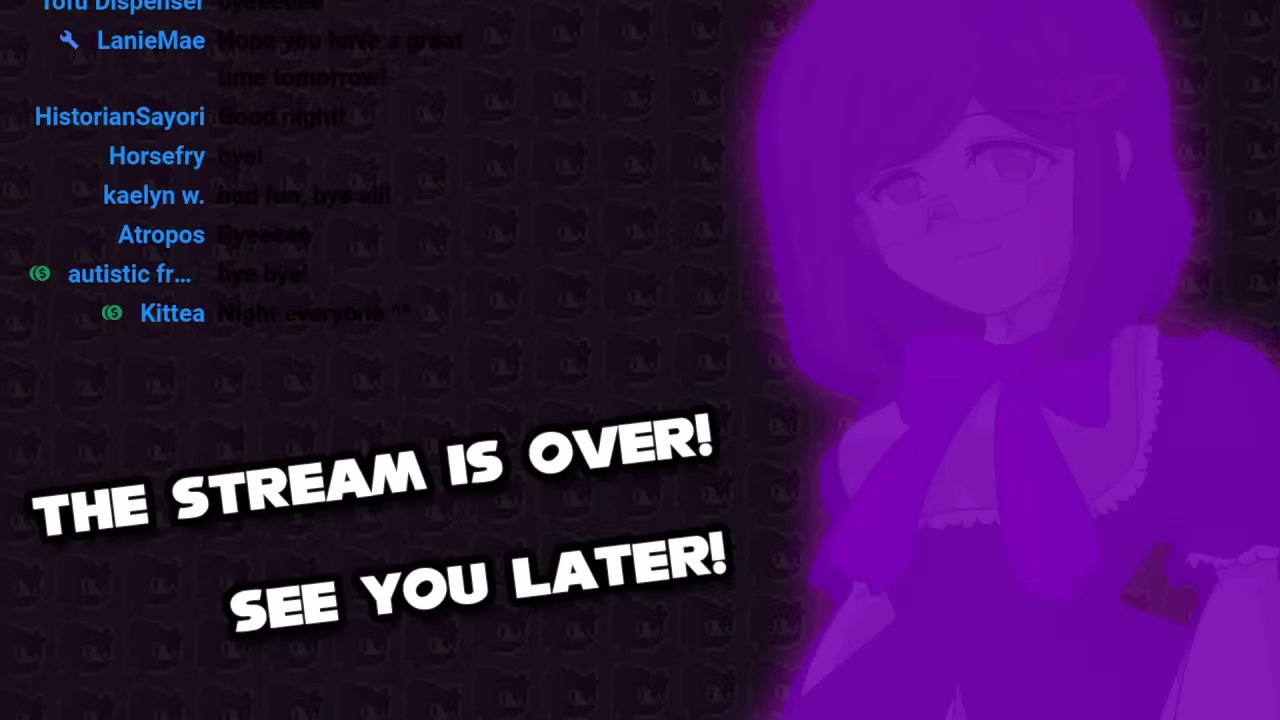 Tofu Dispenser byeeeeee
LanieMae Hope you have a great
time tomorrow!
HistorianSayori Good night!
Horsefry bye!
kaelyn w. had fun, bye all!
Atropos Byeeeee
autistic fr... bye bye!
Kittea Night everyone ^^
THE STREAM IS OVER!
SEE YOU LATER!